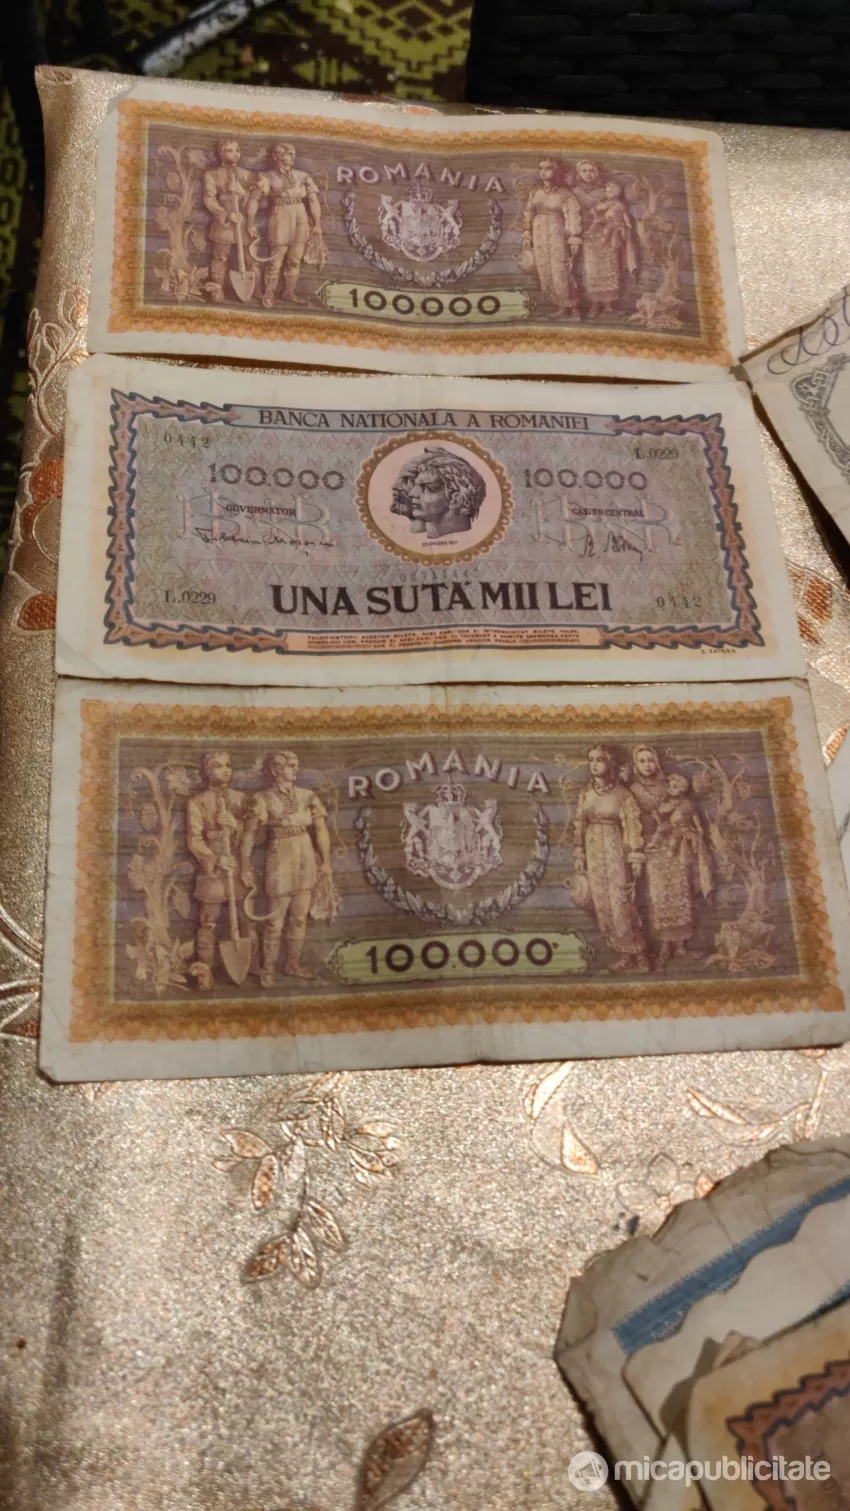 ROMANIA
100.000
BANCA NATIONALA A ROMANIEI
0442
L.0229
100.000
100.000
GUVERNATOR
CASIER CENTRAL
L.0229
UNA SUTĂ MII LEI
0442
ROMANIA
100.000
micapublicitate